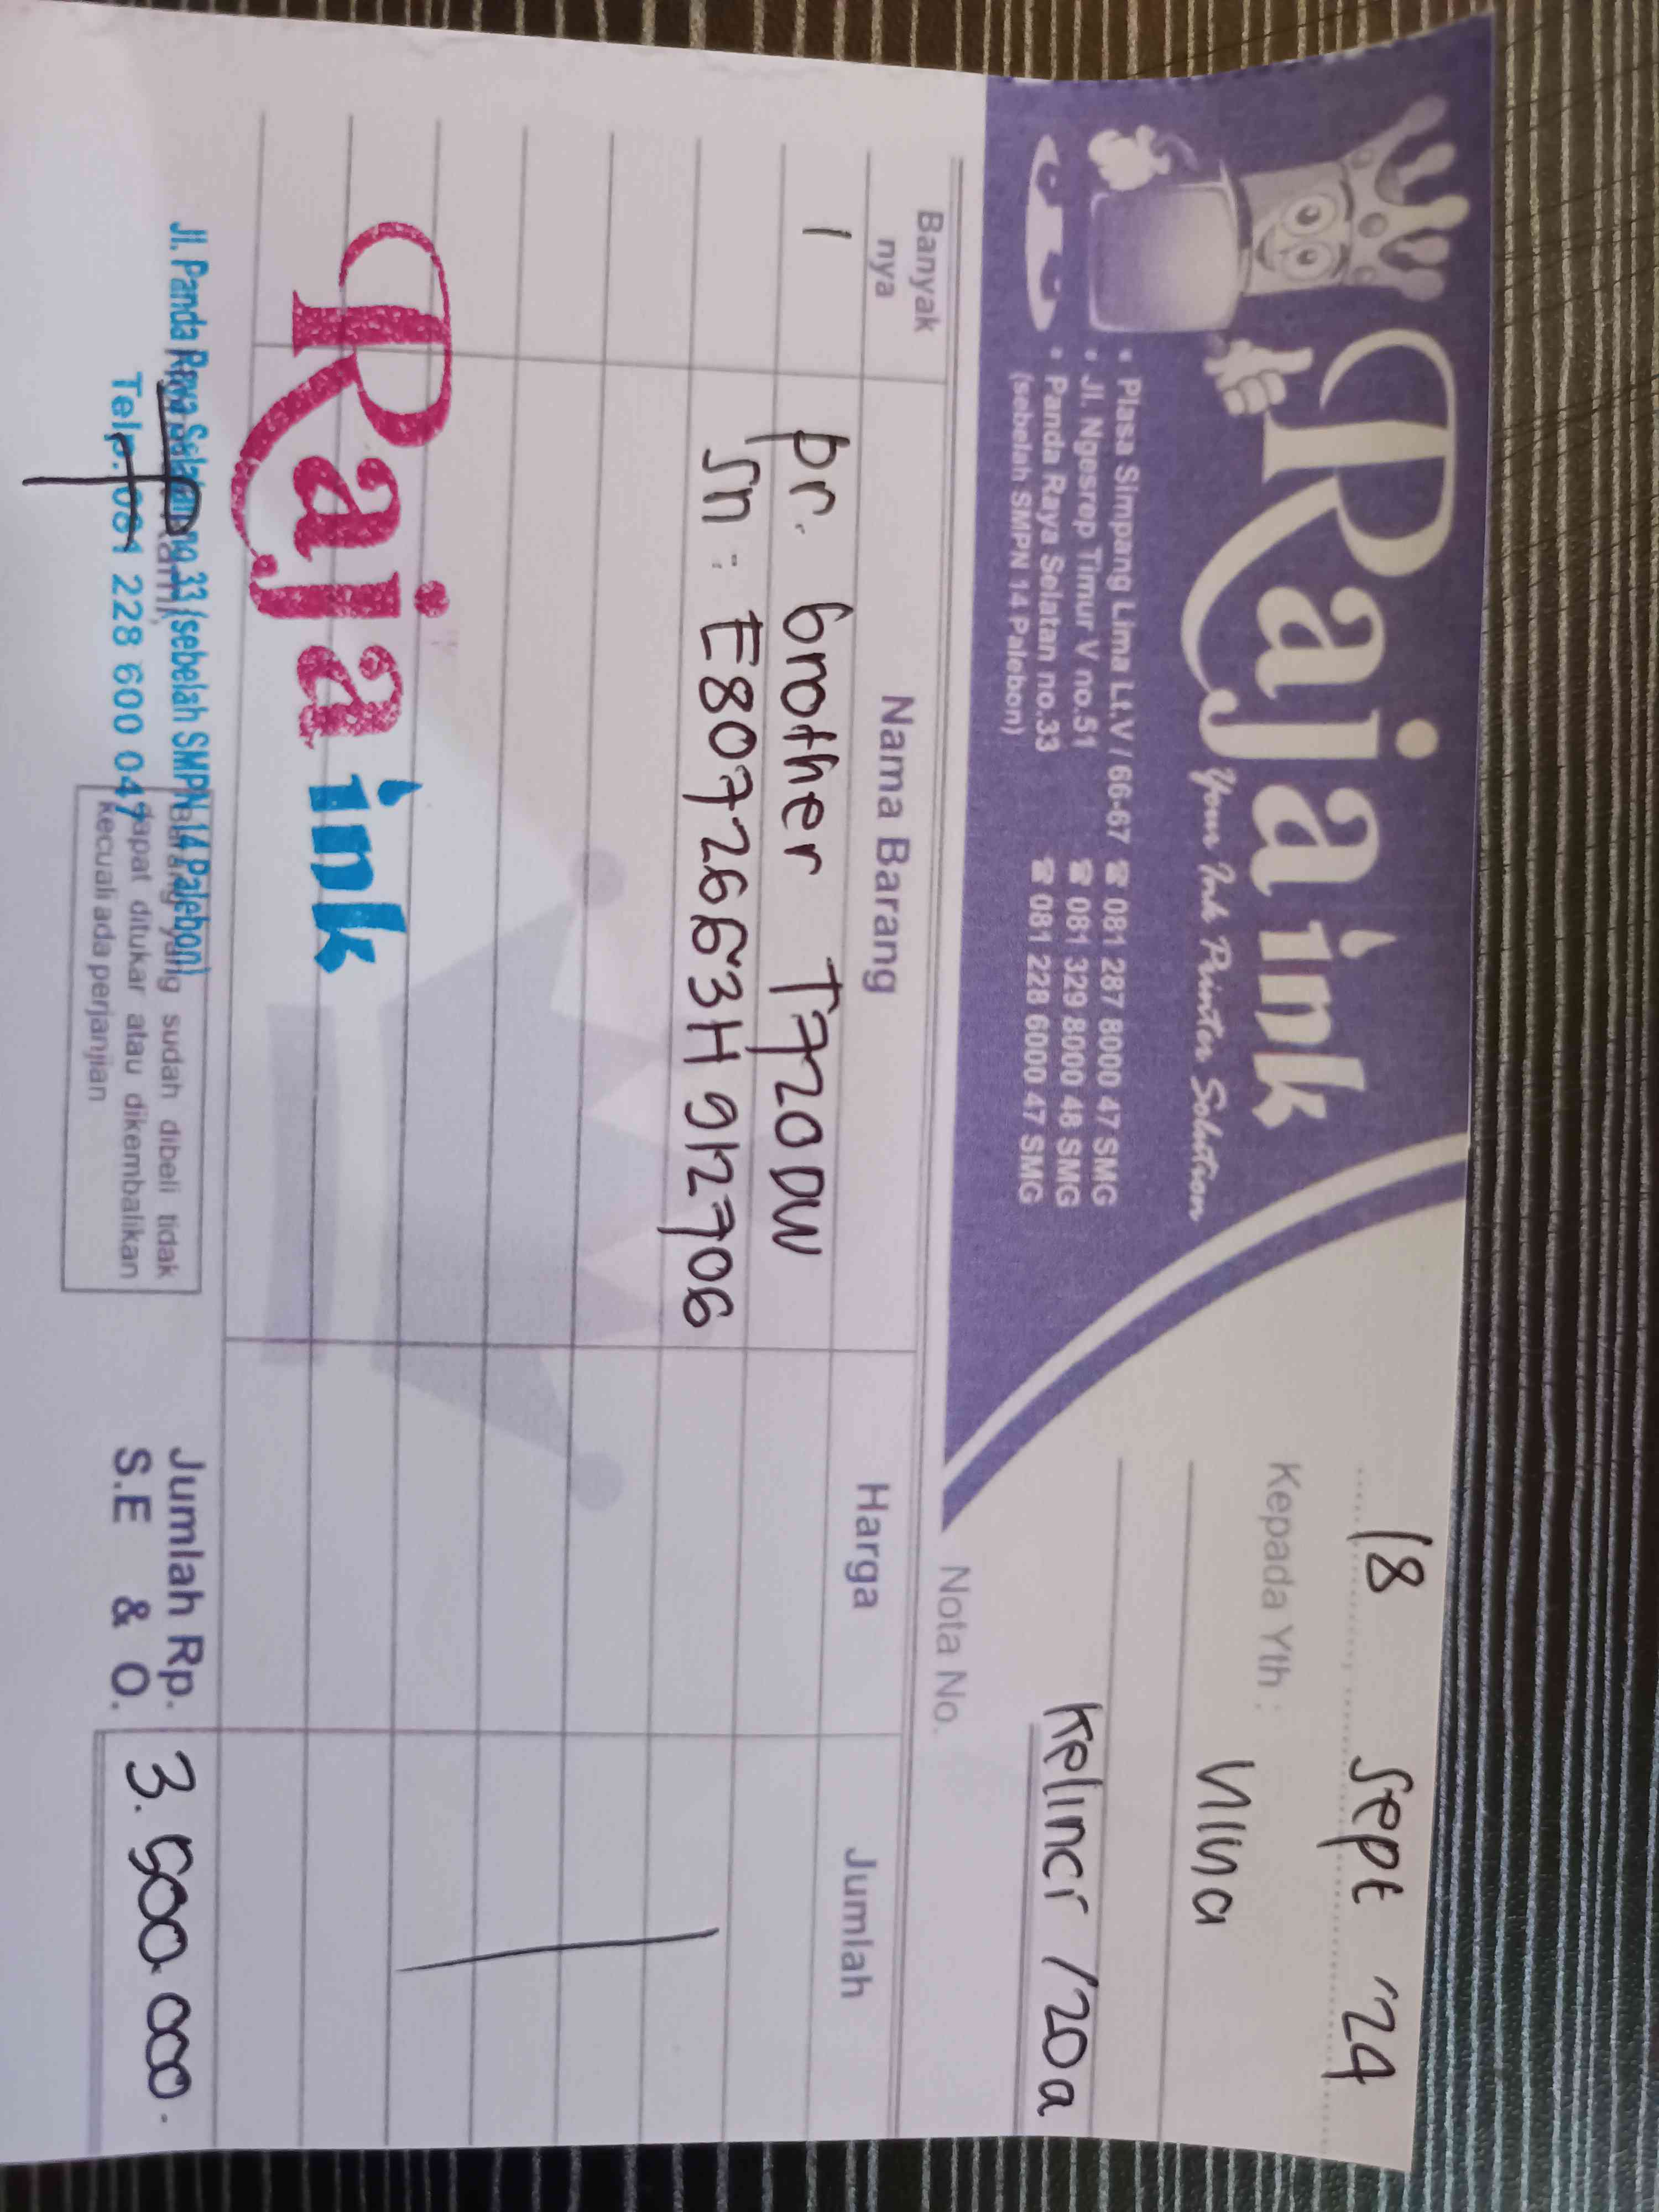 Raja ink
Your Ink Printer Solution
• Plasa Simpang Lima Lt.V / 66-67 ☎ 081 287 8000 47 SMG
• Jl. Ngesrep Timur V no.51 ☎ 081 329 8000 48 SMG
• Panda Raya Selatan no.33 ☎ 081 228 6000 47 SMG
(sebelah SMPN 14 Palebon)
18 Sept '24
Kepada Yth :
Nina
Kelinci /20a
Nota No.
Banyak nya Nama Barang Harga Jumlah
1 pr. brother T720DW
Sn : E80726663H912706
Raja ink
Jl. Panda Raya Selatan no 33 (sebelah SMPN 14 Palebon)
Telp. 081 228 600 047
Barang yang sudah dibeli tidak
dapat ditukar atau dikembalikan
kecuali ada perjanjian
Jumlah Rp. 3.500.000.
S.E & O.